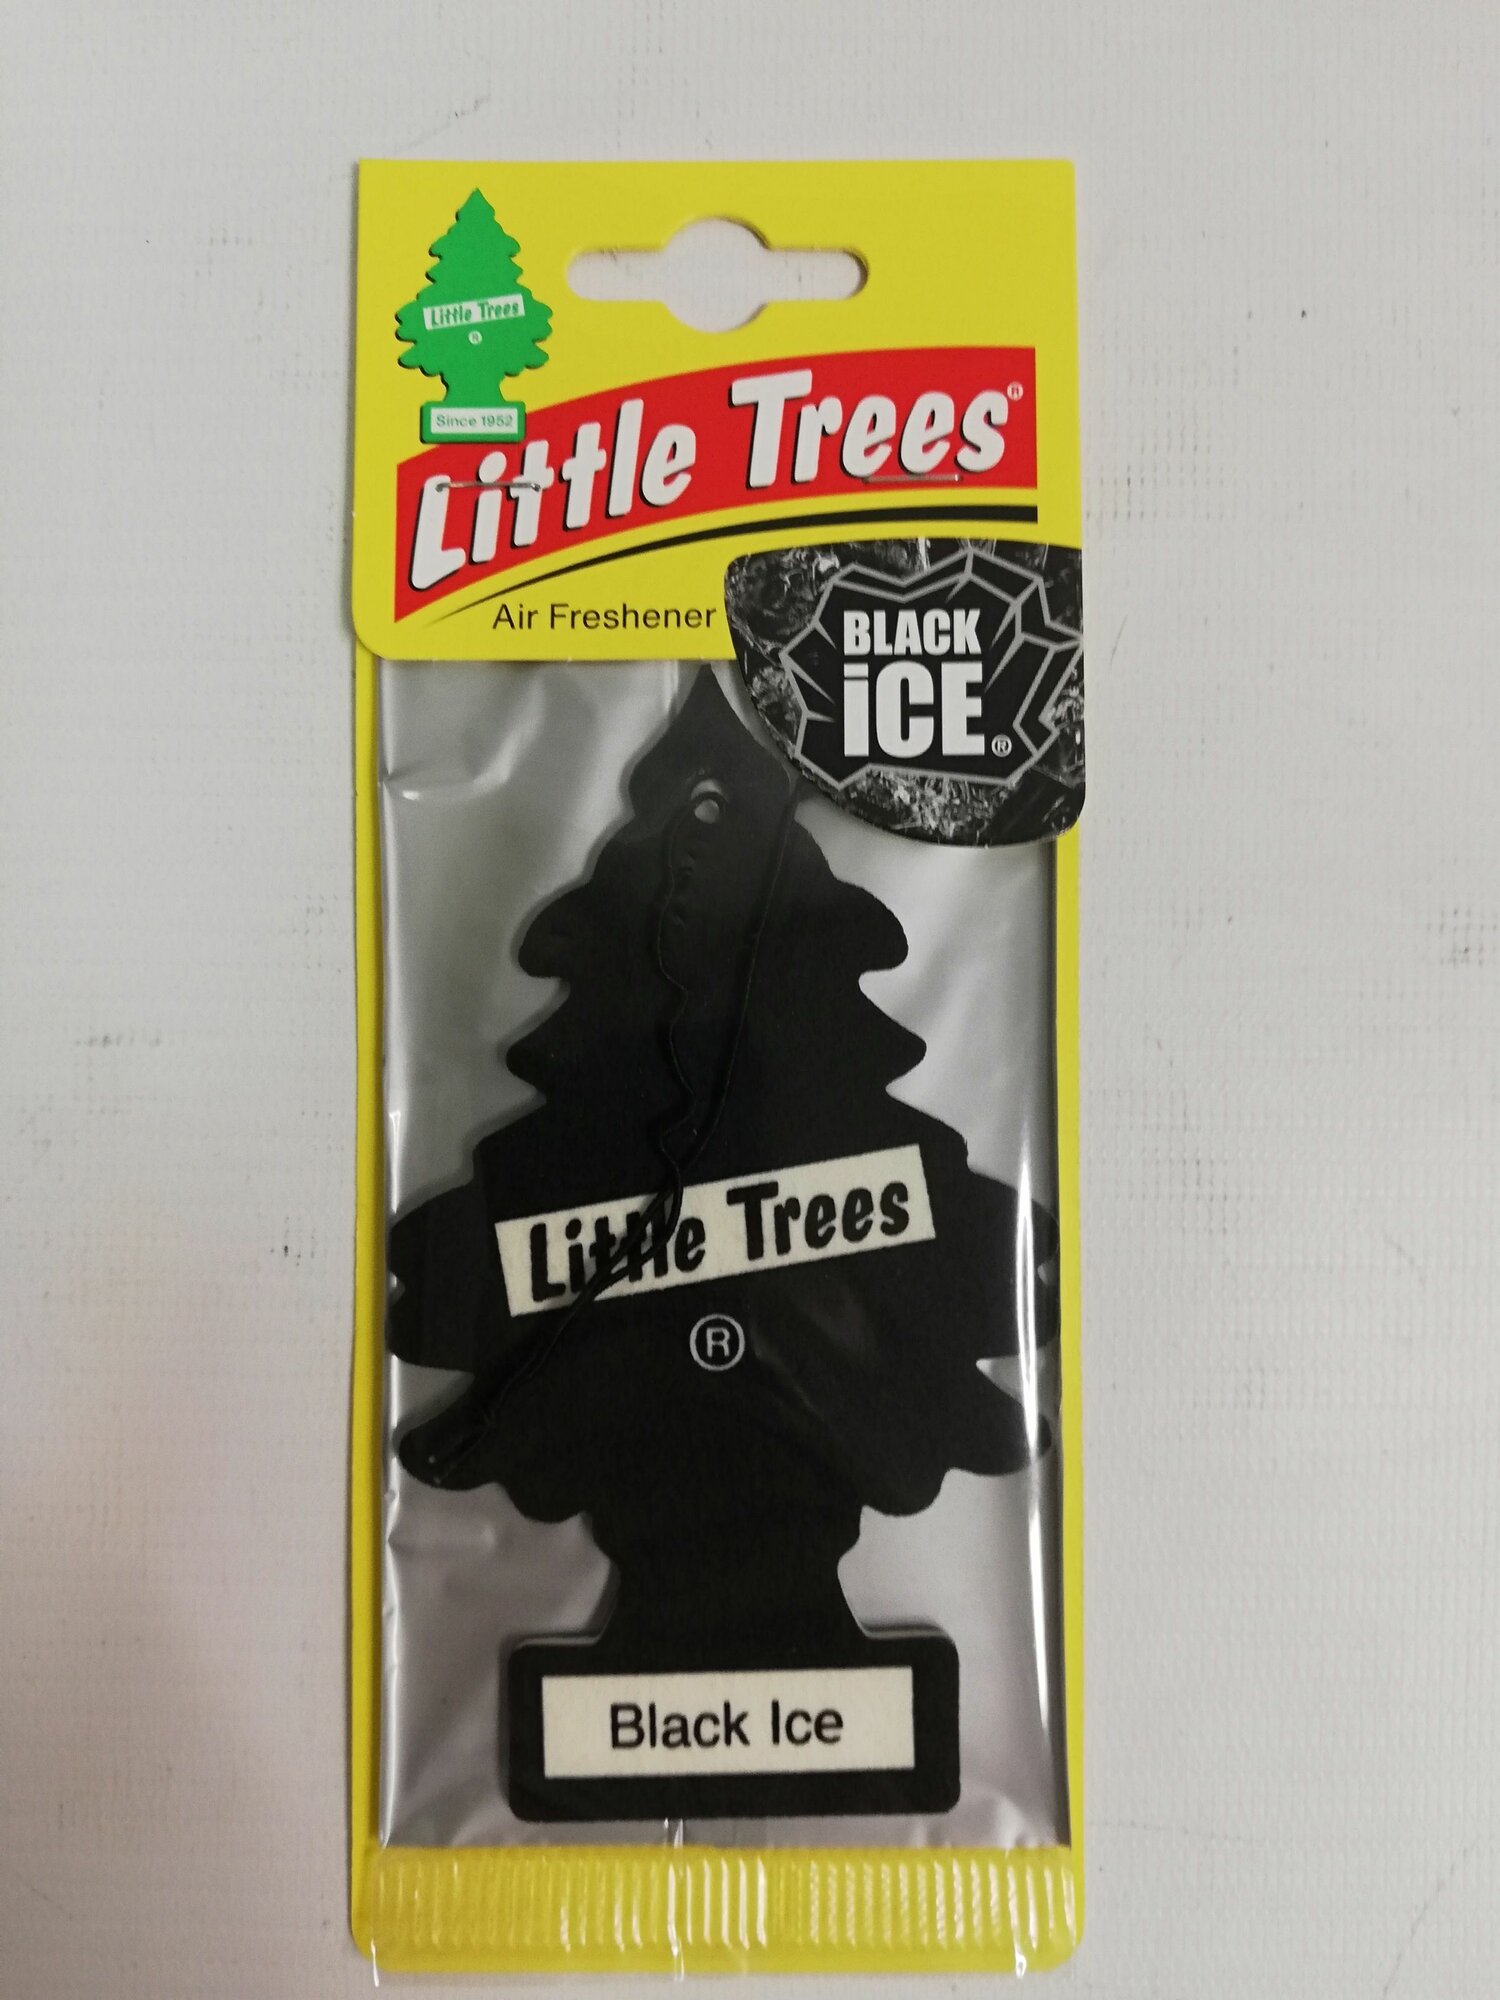 Little Trees
®
Since 1952
Little Trees®
Air Freshener
BLACK
iCE®
Little Trees
®
Black Ice